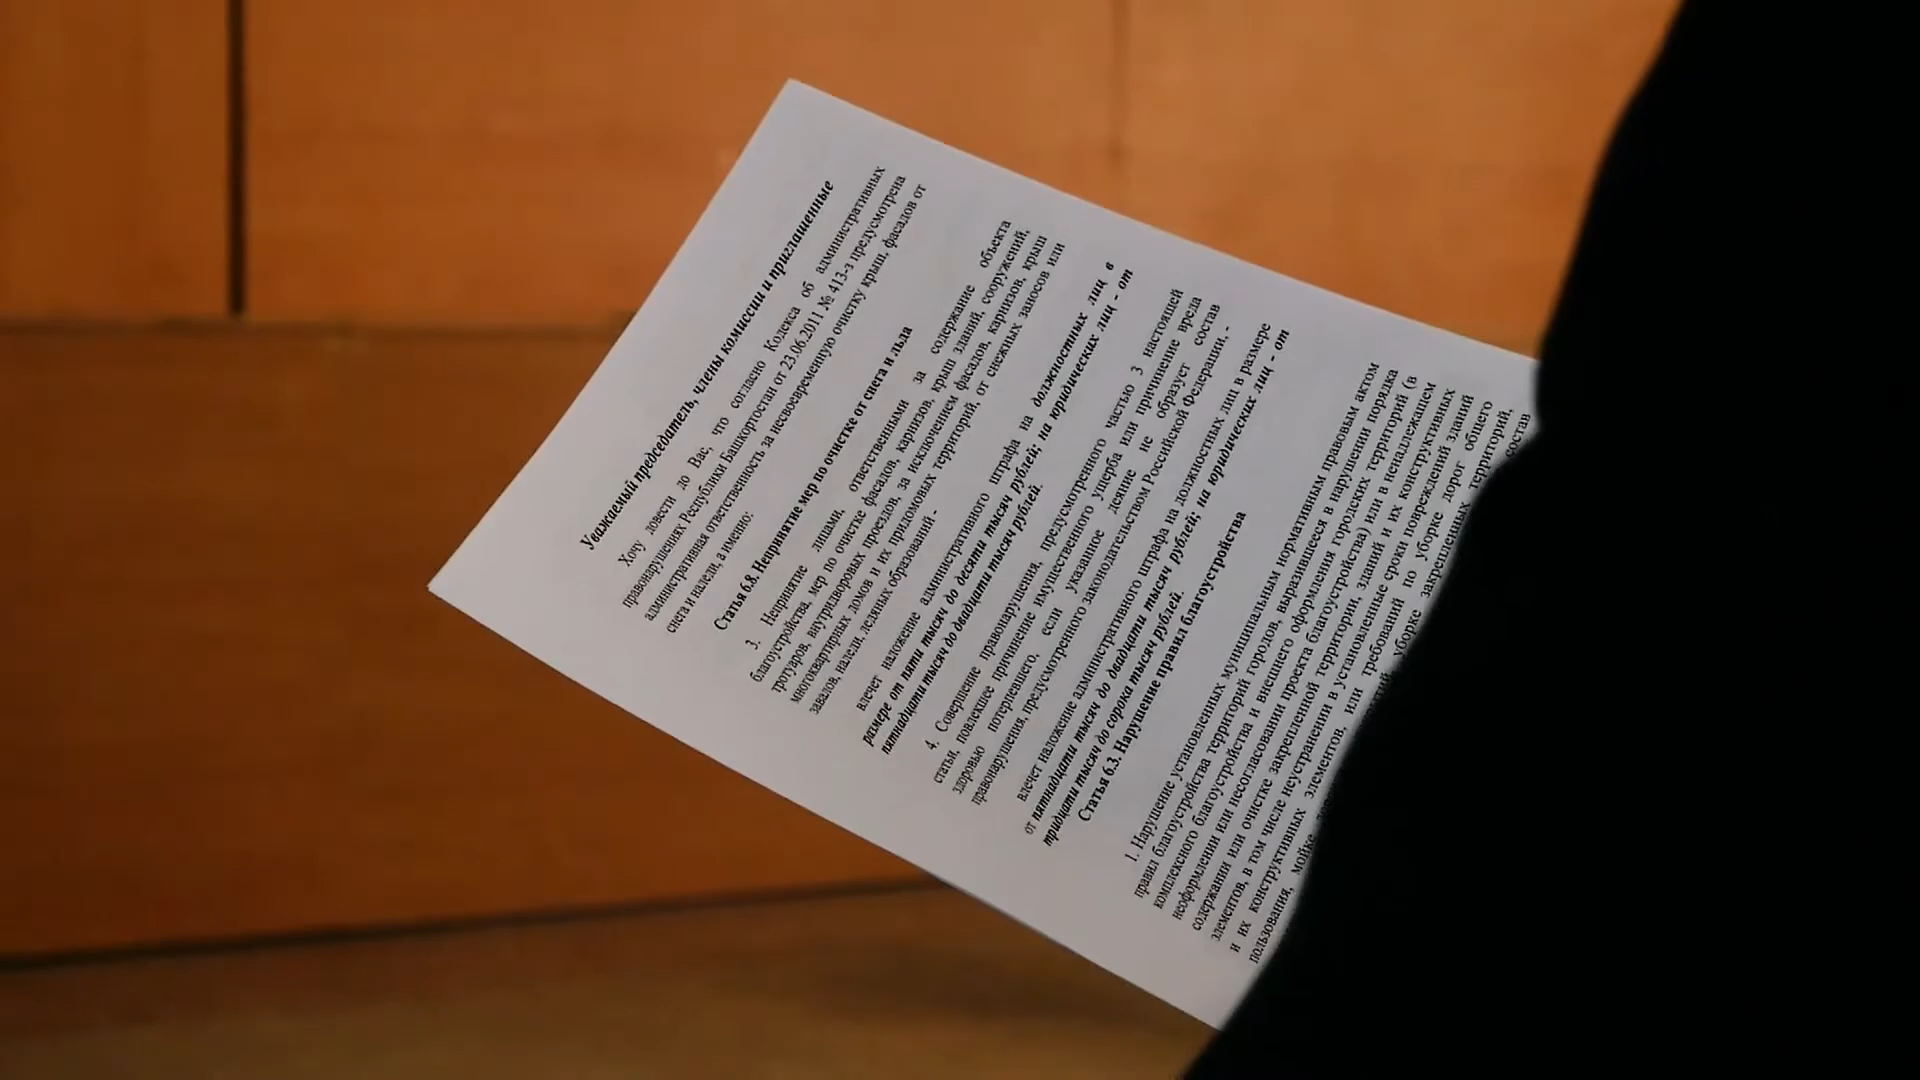 Уважаемый председатель, члены комиссии и приглашенные
Хочу довести до Вас, что согласно Кодекса об административных
правонарушениях Республики Башкортостан от 23.06.2011 № 413-з предусмотрена
административная ответственность за несвоевременную очистку крыш, фасадов от
снега и налели, а именно:
Статья 6.8. Непринятие мер по очистке от снега и льда
3. Непринятие лицами, ответственными за содержание объекта
благоустройства, мер по очистке фасадов, карнизов, крыш зданий, сооружений,
тротуаров, внутридворовых проездов, за исключением фасадов, карнизов, крыш
многоквартирных домов и их придомовых территорий, от снежных заносов или
завалов, налели, ледяных образований -
влечет наложение административного штрафа на должностных лиц в
размере от пяти тысяч до десяти тысяч рублей; на юридических лиц - от
пятнадцати тысяч до двадцати тысяч рублей.
4. Совершение правонарушения, предусмотренного частью 3 настоящей
статьи, повлекшее причинение имущественного ущерба или причинение вреда
здоровью потерпевшего, если указанное деяние не образует состав
правонарушения, предусмотренного законодательством Российской Федерации, -
влечет наложение административного штрафа на должностных лиц в размере
от пятнадцати тысяч до двадцати тысяч рублей; на юридических лиц - от
тридцати тысяч до сорока тысяч рублей.
Статья 6.3. Нарушение правил благоустройства
1. Нарушение установленных муниципальным нормативным правовым актом
правил благоустройства территорий городов, выразившееся в нарушении порядка
комплексного благоустройства и внешнего оформления городских территорий (в
неоформлении или несогласовании проекта благоустройства) или в ненадлежащем
содержании или очистке закрепленной территории, зданий и их конструктивных
элементов, в том числе неустранении в установленные сроки повреждений зданий
и их конструктивных элементов, или требований по уборке дорог общего
пользования, мойке уборке закрепленных территорий,
состав